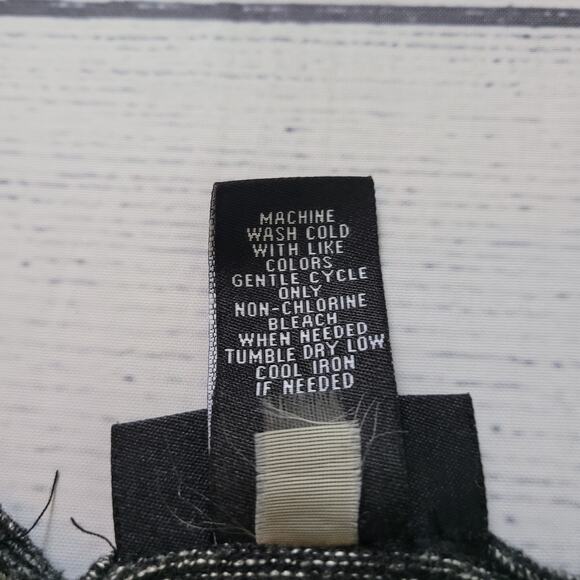 MACHINE
WASH COLD
WITH LIKE
COLORS
GENTLE CYCLE
ONLY
NON-CHLORINE
BLEACH
WHEN NEEDED
TUMBLE DRY LOW
COOL IRON
IF NEEDED